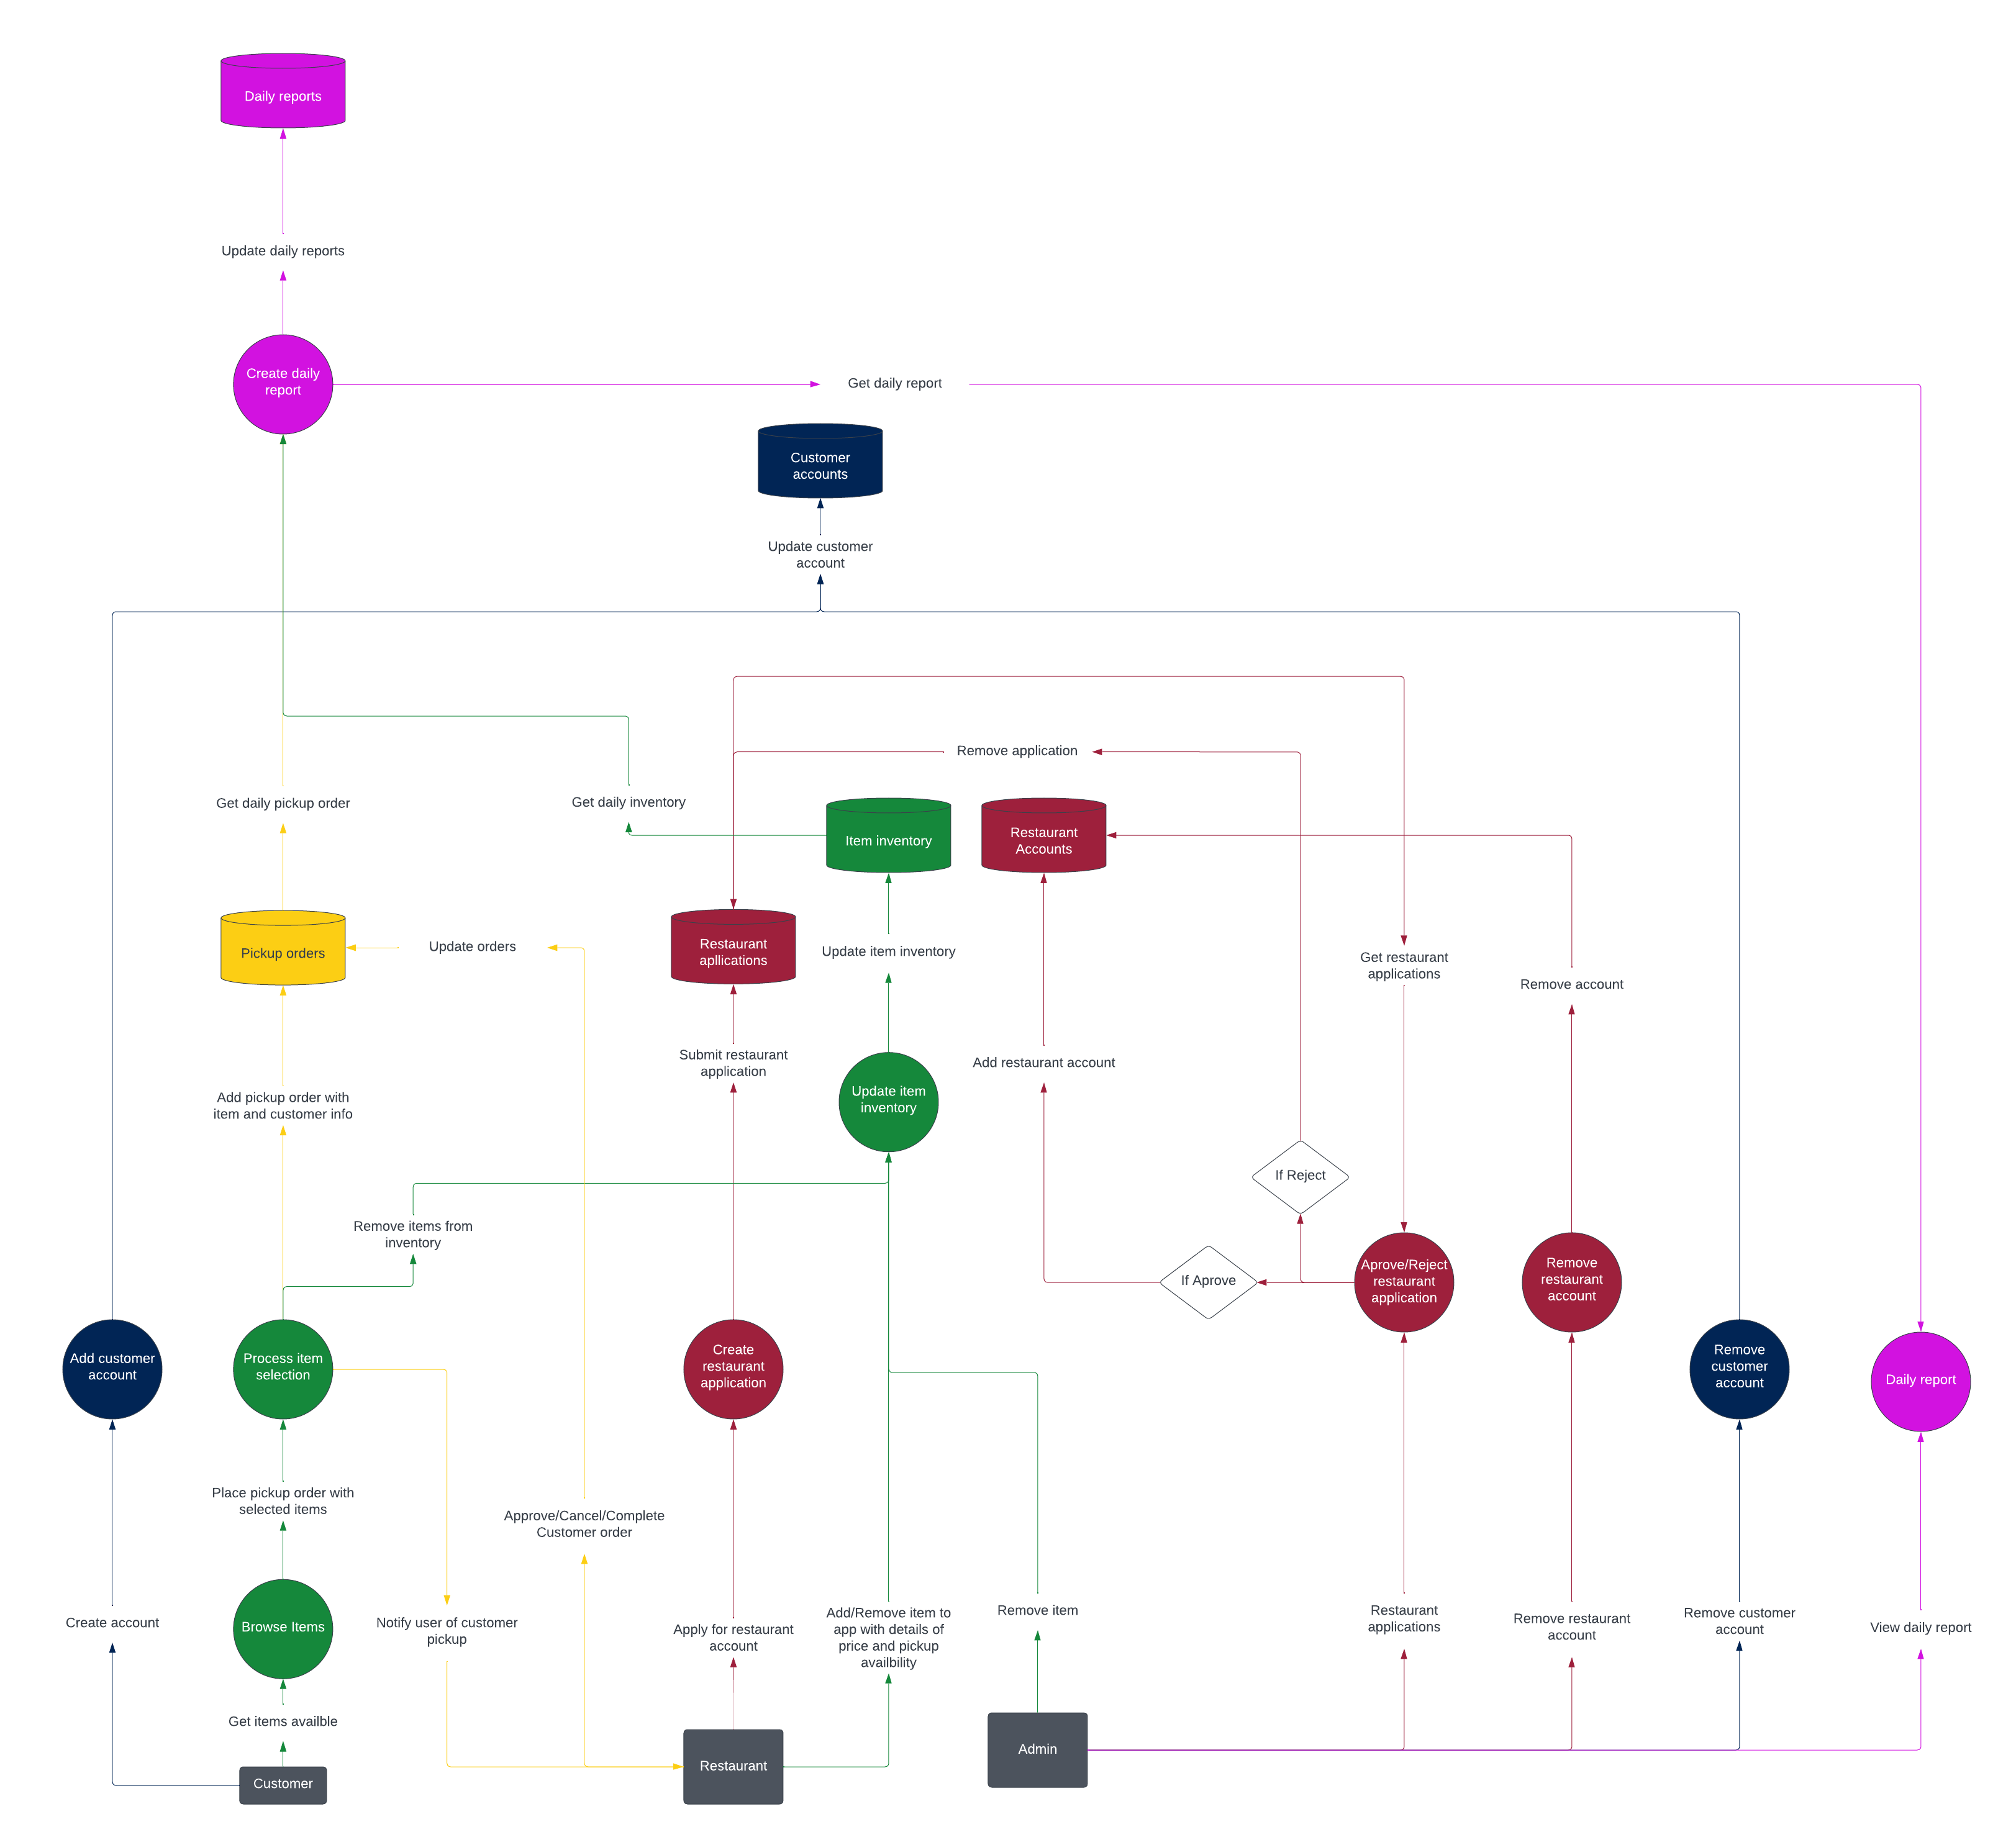 Daily reports
Update daily reports
Create daily
report
Get daily report
Customer
accounts
Update customer
account
Remove application
Get daily pickup order
Get daily inventory
Item inventory
Restaurant
Accounts
Pickup orders
Update orders
Restaurant
apllications
Update item inventory
Get restaurant
applications
Remove account
Submit restaurant
application
Add restaurant account
Add pickup order with
item and customer info
Update item
inventory
If Reject
Remove items from
inventory
If Aprove
Aprove/Reject
restaurant
application
Remove
restaurant
account
Add customer
account
Process item
selection
Create
restaurant
application
Remove
customer
account
Daily report
Place pickup order with
selected items
Approve/Cancel/Complete
Customer order
Create account
Browse Items
Notify user of customer
pickup
Apply for restaurant
account
Add/Remove item to
app with details of
price and pickup
availbility
Remove item
Restaurant
applications
Remove restaurant
account
Remove customer
account
View daily report
Get items availble
Customer
Restaurant
Admin